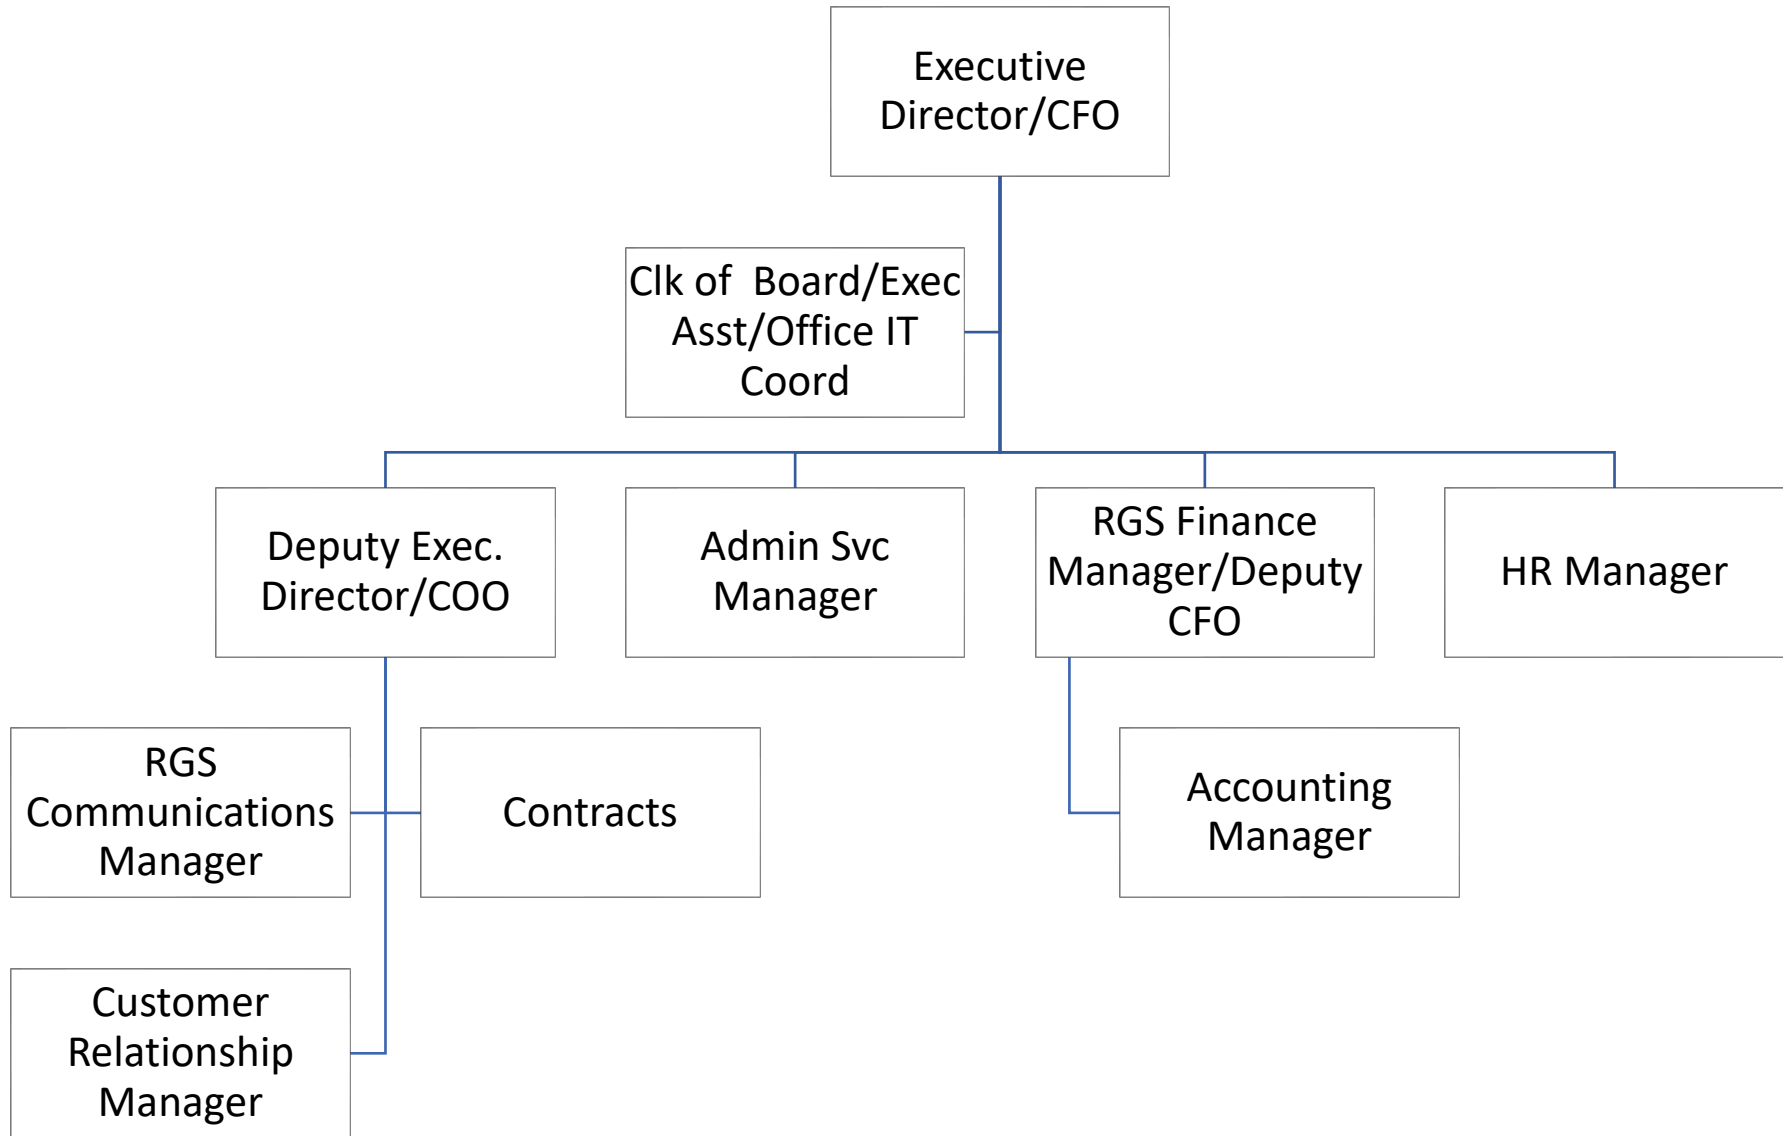 Executive
Director/CFO
Clk of  Board/Exec
Asst/Office IT
Coord
Deputy Exec.
Director/COO
Admin Svc
Manager
RGS Finance
Manager/Deputy
CFO
HR Manager
RGS
Communications
Manager
Contracts
Accounting
Manager
Customer
Relationship
Manager